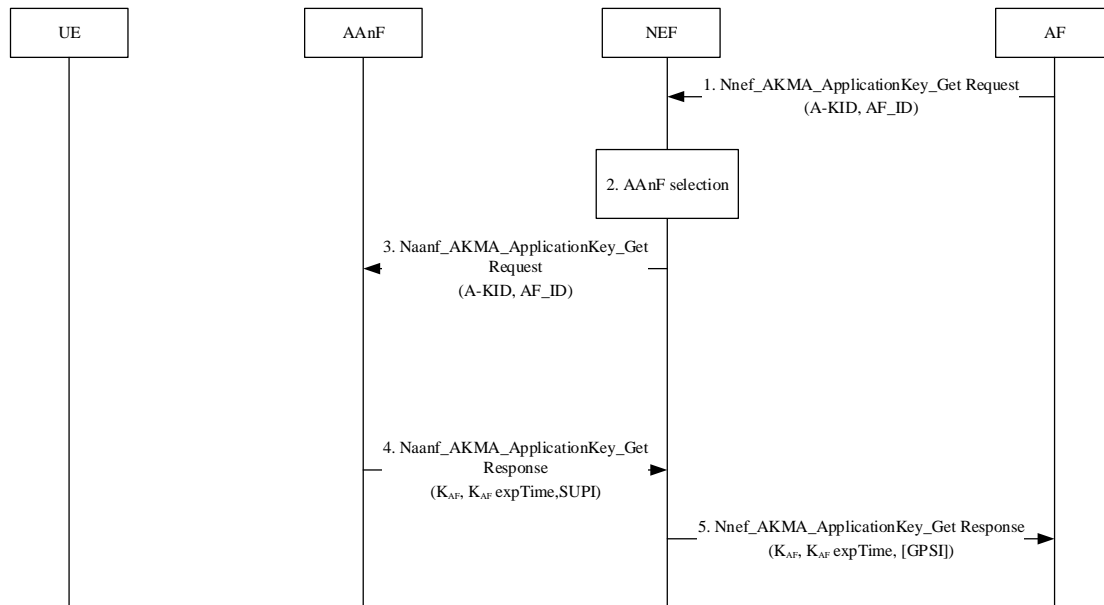 UE
AAnF
NEF
AF
1. Nnef_AKMA_ApplicationKey_Get Request
(A-KID, AF_ID)
2. AAnF selection
3. Naanf_AKMA_ApplicationKey_Get
Request
(A-KID, AF_ID)
4. Naanf_AKMA_ApplicationKey_Get
Response
(KAF, KAF expTime,SUPI)
5. Nnef_AKMA_ApplicationKey_Get Response
(KAF, KAF expTime, [GPSI])